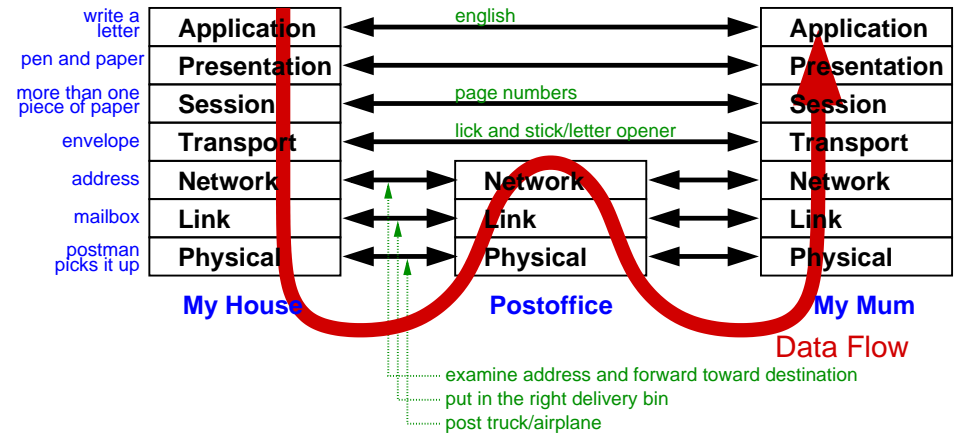 write a
letter
Application
english
Application
pen and paper
Presentation
Presentation
more than one
piece of paper
Session
page numbers
Session
envelope
Transport
lick and stick/letter opener
Transport
address
Network
Network
Network
mailbox
Link
Link
Link
postman
picks it up
Physical
Physical
Physical
My House
Postoffice
My Mum
Data Flow
examine address and forward toward destination
put in the right delivery bin
post truck/airplane